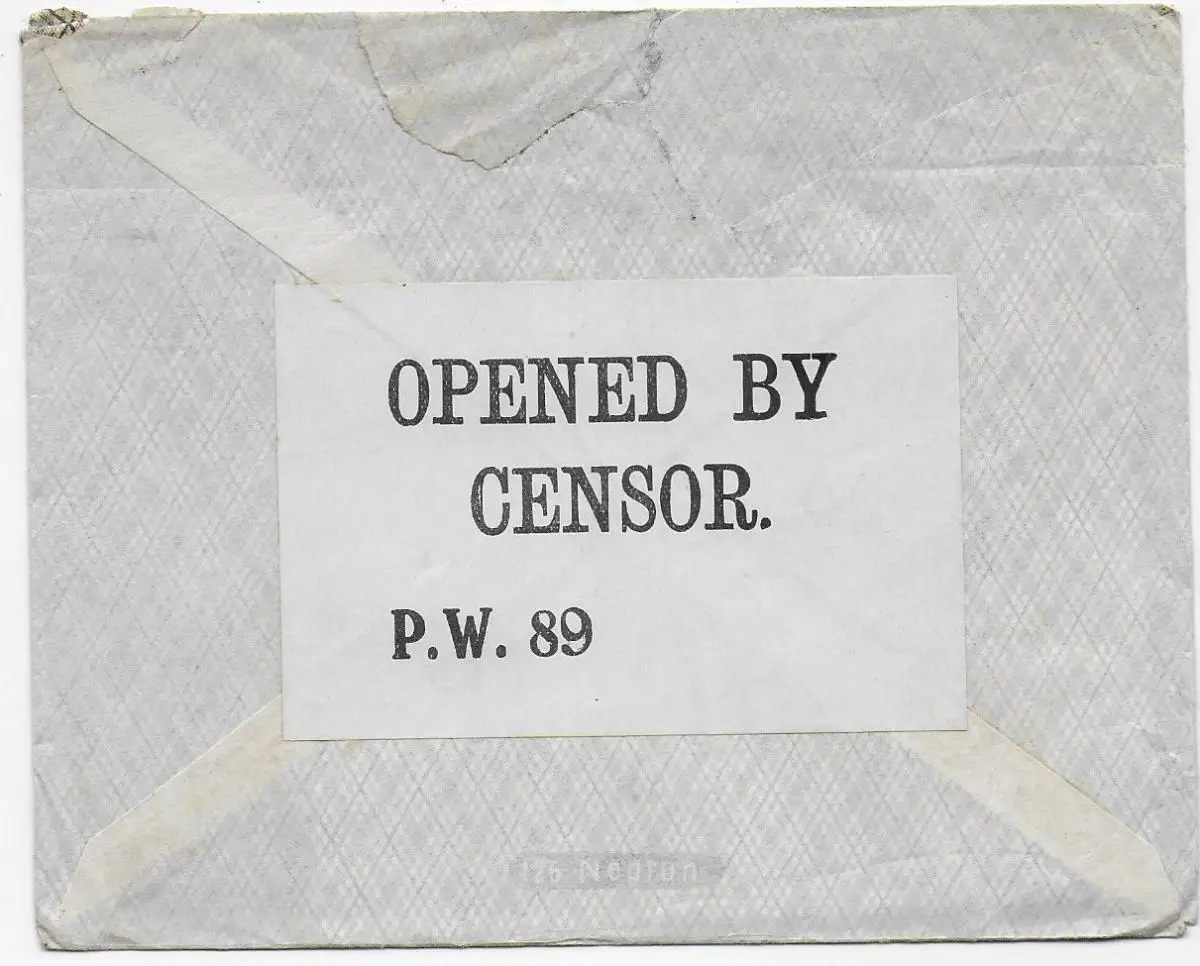 OPENED BY
CENSOR.
P.W. 89